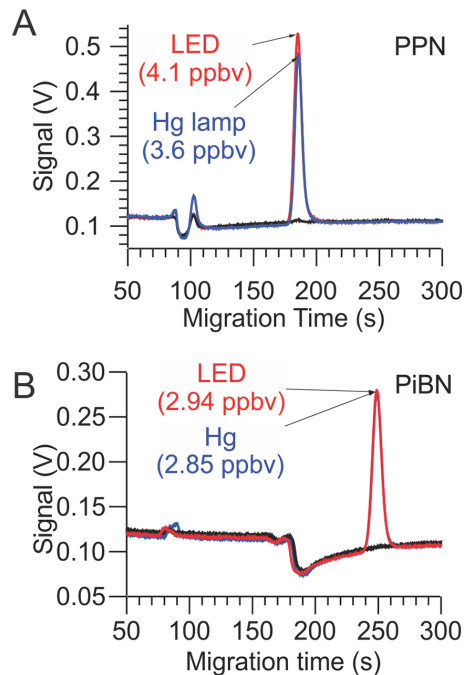 A
PPN
LED
(4.1 ppbv)
Hg lamp
(3.6 ppbv)
Signal (V)
0.5
0.4
0.3
0.2
0.1
50 100 150 200 250 300
Migration Time (s)
B
PiBN
LED
(2.94 ppbv)
Hg
(2.85 ppbv)
Signal (V)
0.30
0.25
0.20
0.15
0.10
0.05
50 100 150 200 250 300
Migration time (s)